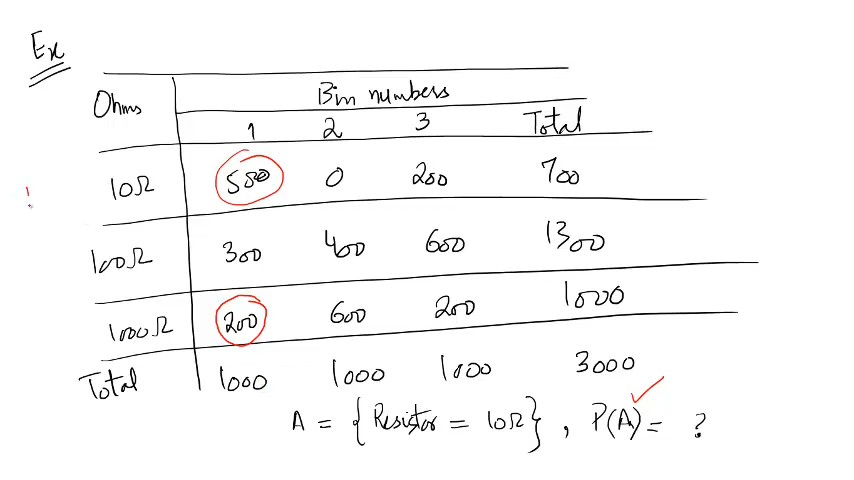 Ex
Ohms Bin numbers
1 2 3 Total
10Ω 500 0 200 700
100Ω 300 400 600 1300
1000Ω 200 600 200 1000
Total 1000 1000 1000 3000
A = {Resistor = 10Ω}, P(A) = ?